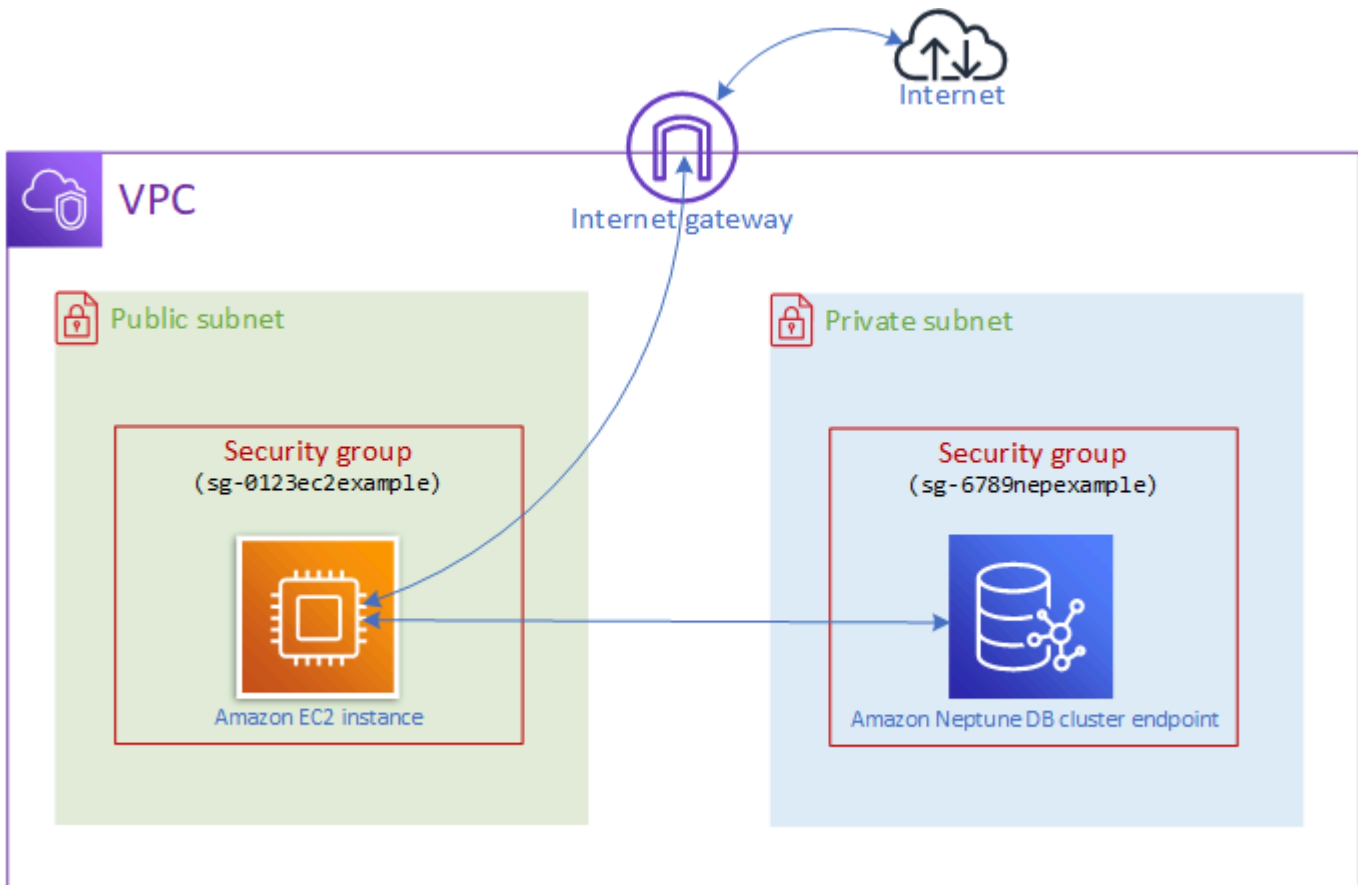 Internet
VPC
Internet gateway
Public subnet
Private subnet
Security group
(sg-0123ec2example)
Security group
(sg-6789nepexample)
Amazon EC2 instance
Amazon Neptune DB cluster endpoint